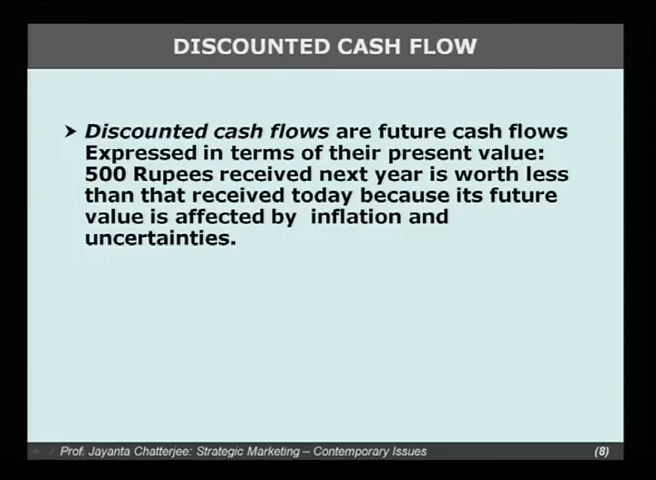 DISCOUNTED CASH FLOW
➤ Discounted cash flows are future cash flows
Expressed in terms of their present value:
500 Rupees received next year is worth less
than that received today because its future
value is affected by inflation and
uncertainties.
Prof. Jayanta Chatterjee: Strategic Marketing – Contemporary Issues (8)